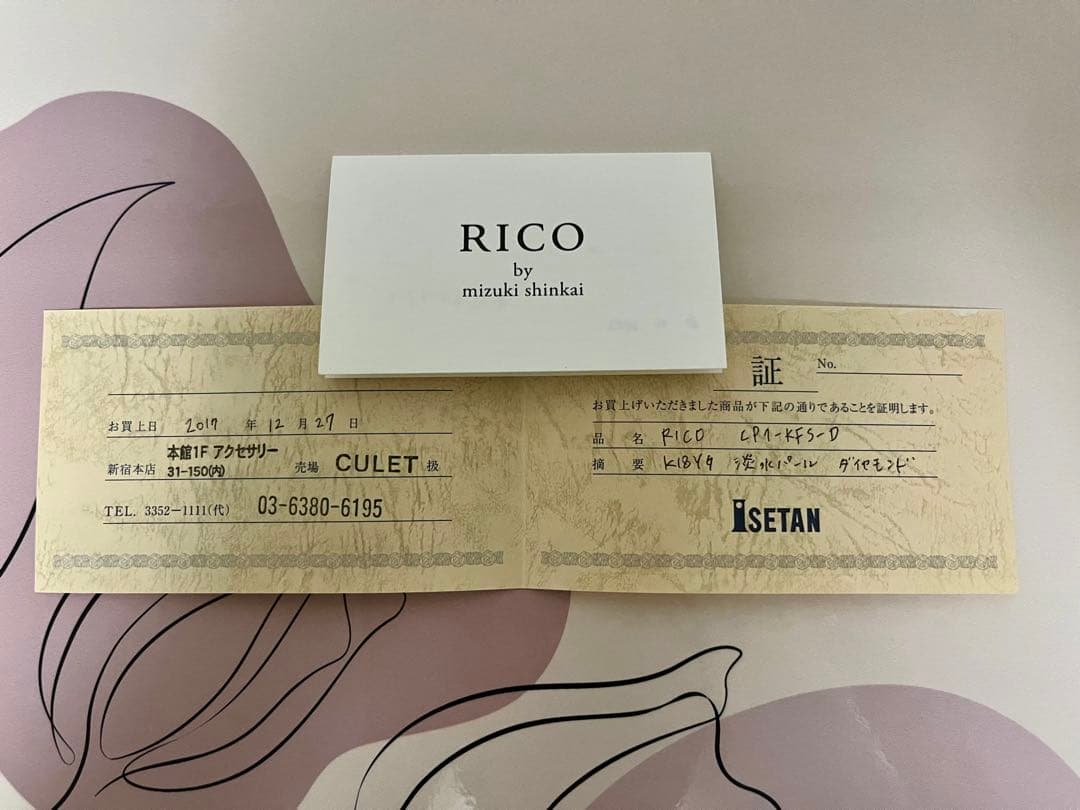 RICO
by
mizuki shinkai
お買上日 2017 年 12 月 27 日
本館1F アクセサリー
新宿本店 31-150(内) 売場 CULET 扱
TEL. 3352-1111(代) 03-6380-6195
証 No.
お買上げいただきました商品が下記の通りであることを証明します。
品 名 RICO CP7-KFS-D
摘 要 K18YG 淡水パール ダイヤモンド
ISETAN